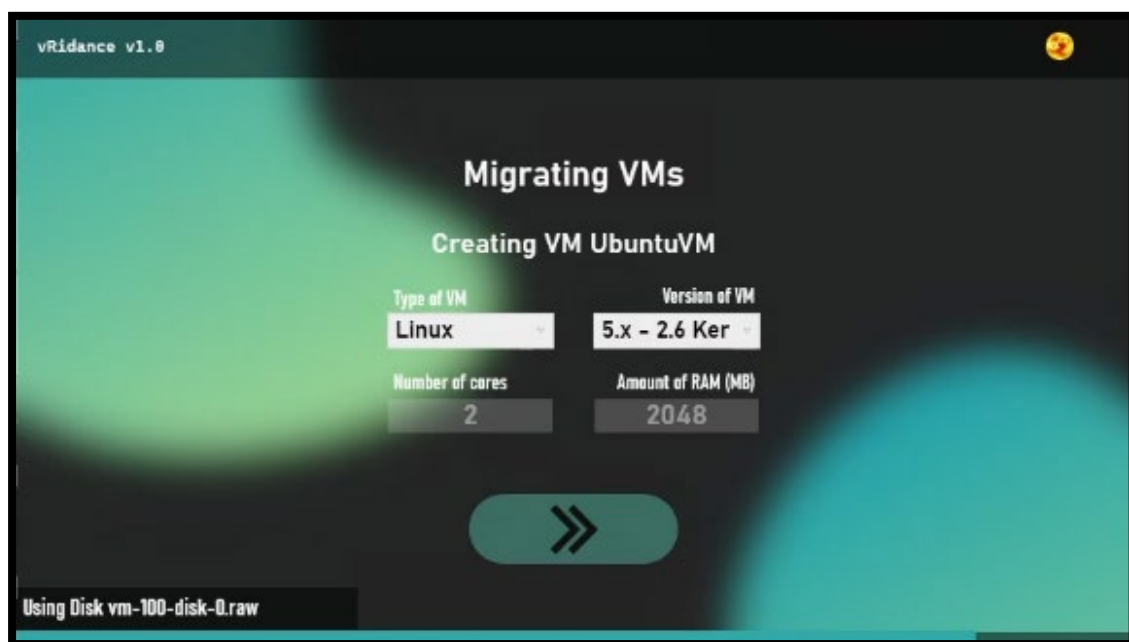 vRidance v1.0
Migrating VMs
Creating VM UbuntuVM
Type of VM
Version of VM
Linux
5.x - 2.6 Ker
Number of cores
Amount of RAM (MB)
2
2048
Using Disk vm-100-disk-0.raw